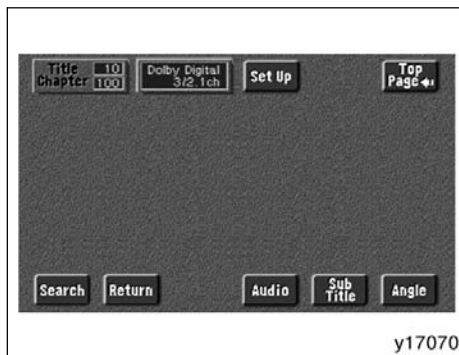 Title 10
Chapter 100
Dolby Digital
3/2.1ch
Set Up
Top
Page
Search
Return
Audio
Sub
Title
Angle
y17070